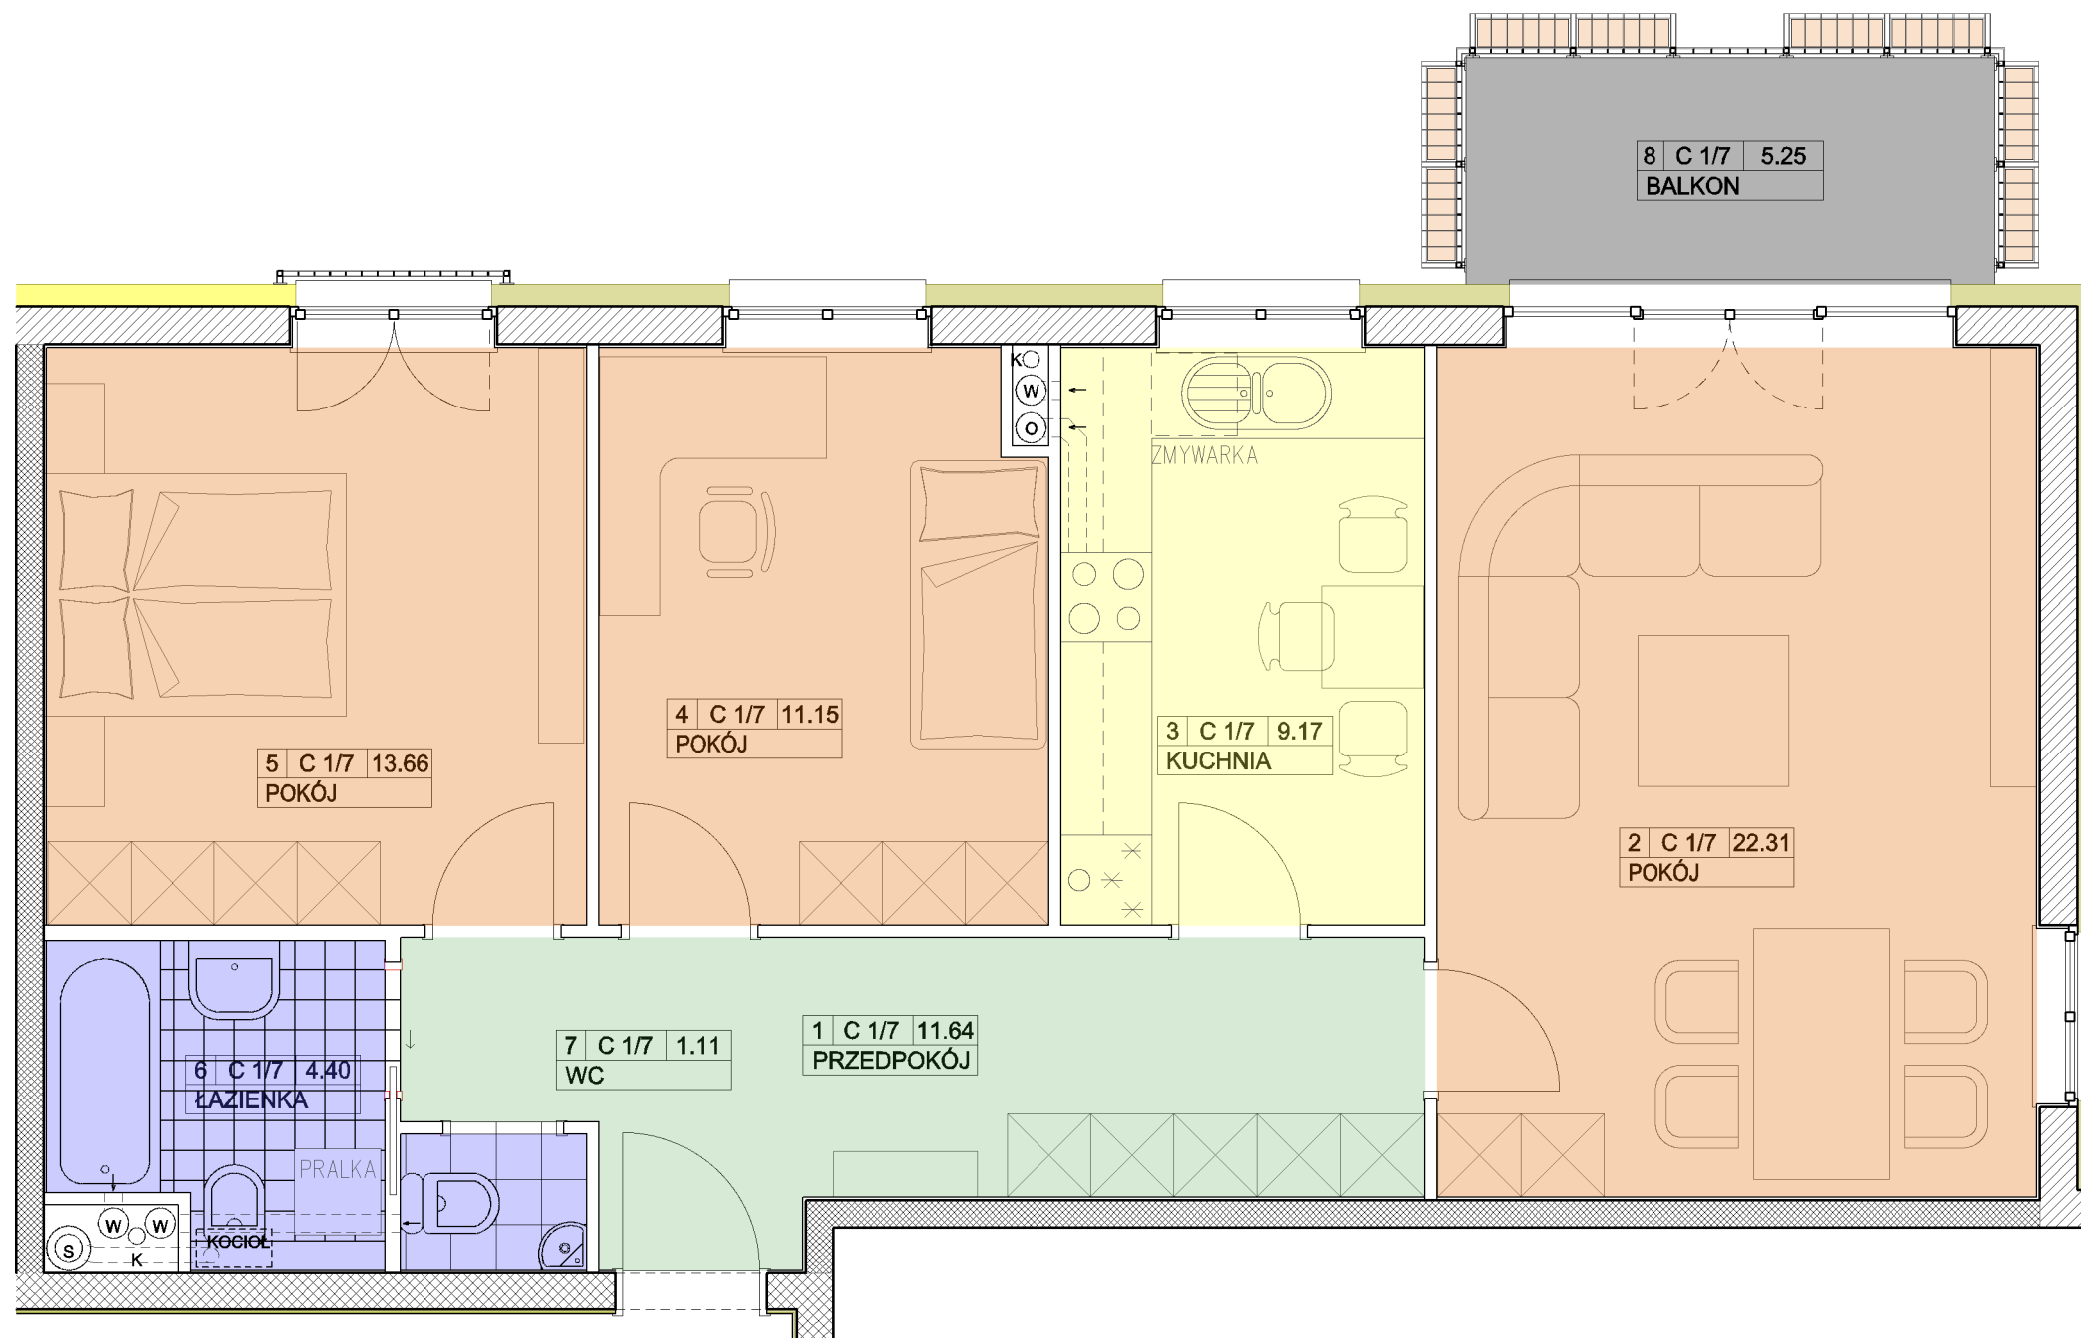 8 C 1/7 5.25
BALKON
K
W
O
ZMYWARKA
4 C 1/7 11.15
POKÓJ
3 C 1/7 9.17
KUCHNIA
5 C 1/7 13.66
POKÓJ
2 C 1/7 22.31
POKÓJ
1 C 1/7 11.64
PRZEDPOKÓJ
7 C 1/7 1.11
WC
6 C 1/7 4.40
ŁAZIENKA
PRALKA
W W
S
K
KOCIOŁ